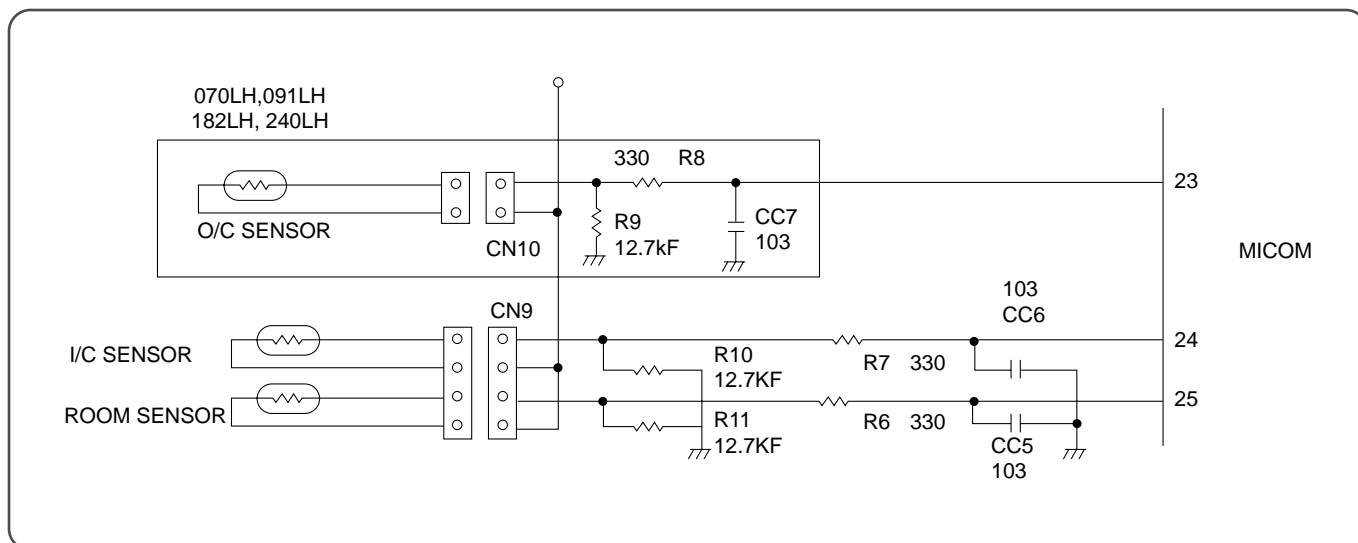 070LH,091LH
182LH, 240LH
330 R8
23
O/C SENSOR
R9
12.7kF
CC7
103
CN10
MICOM
103
CC6
CN9
24
I/C SENSOR
R10
12.7KF
R7 330
25
ROOM SENSOR
R11
12.7KF
R6 330
CC5
103